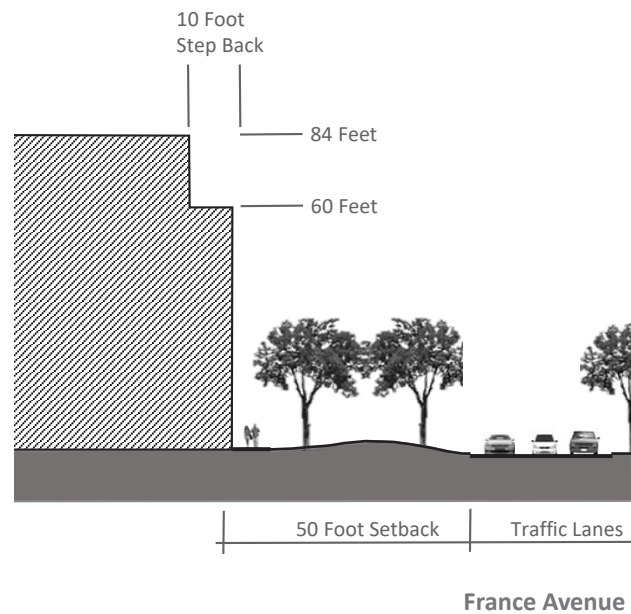 10 Foot
Step Back
84 Feet
60 Feet
50 Foot Setback
Traffic Lanes
France Avenue